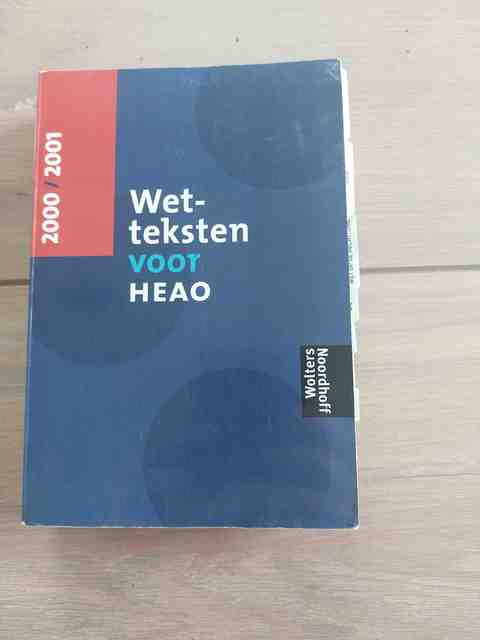 2000 / 2001
Wet-
teksten
voor
HEAO
Wolters
Noordhoff